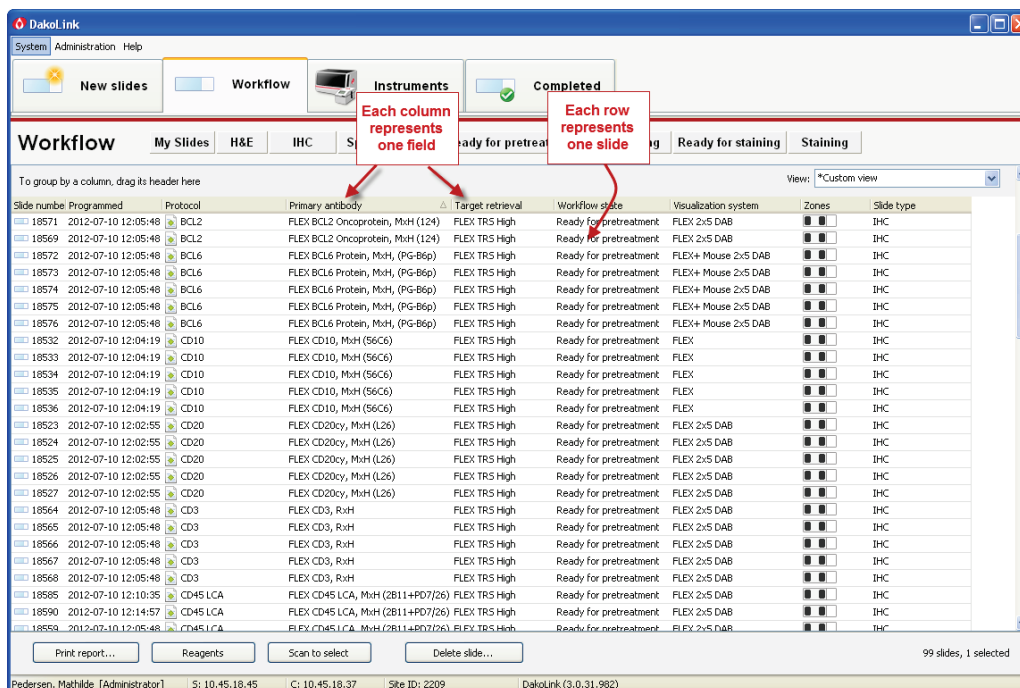 DakoLink
System Administration Help
New slides Workflow Instruments Completed
Each column
represents
one field
Each row
represents
one slide
Workflow My Slides H&E IHC Ready for staining Staining
To group by a column, drag its header here View: *Custom view
Slide numbe Programmed Protocol Primary antibody Target retrieval Workflow state Visualization system Zones Slide type
18571 2012-07-10 12:05:48 BCL2 FLEX BCL2 Oncoprotein, MxH (124) FLEX TRS High Ready for pretreatment FLEX 2x5 DAB IHC
18569 2012-07-10 12:05:48 BCL2 FLEX BCL2 Oncoprotein, MxH (124) FLEX TRS High Ready for pretreatment FLEX 2x5 DAB IHC
18572 2012-07-10 12:05:48 BCL6 FLEX BCL6 Protein, MxH, (PG-B6p) FLEX TRS High Ready for pretreatment FLEX+ Mouse 2x5 DAB IHC
18573 2012-07-10 12:05:48 BCL6 FLEX BCL6 Protein, MxH, (PG-B6p) FLEX TRS High Ready for pretreatment FLEX+ Mouse 2x5 DAB IHC
18574 2012-07-10 12:05:48 BCL6 FLEX BCL6 Protein, MxH, (PG-B6p) FLEX TRS High Ready for pretreatment FLEX+ Mouse 2x5 DAB IHC
18575 2012-07-10 12:05:48 BCL6 FLEX BCL6 Protein, MxH, (PG-B6p) FLEX TRS High Ready for pretreatment FLEX+ Mouse 2x5 DAB IHC
18576 2012-07-10 12:05:48 BCL6 FLEX BCL6 Protein, MxH, (PG-B6p) FLEX TRS High Ready for pretreatment FLEX+ Mouse 2x5 DAB IHC
18532 2012-07-10 12:04:19 CD10 FLEX CD10, MxH (56C6) FLEX TRS High Ready for pretreatment FLEX IHC
18533 2012-07-10 12:04:19 CD10 FLEX CD10, MxH (56C6) FLEX TRS High Ready for pretreatment FLEX IHC
18534 2012-07-10 12:04:19 CD10 FLEX CD10, MxH (56C6) FLEX TRS High Ready for pretreatment FLEX IHC
18535 2012-07-10 12:04:19 CD10 FLEX CD10, MxH (56C6) FLEX TRS High Ready for pretreatment FLEX IHC
18536 2012-07-10 12:04:19 CD10 FLEX CD10, MxH (56C6) FLEX TRS High Ready for pretreatment FLEX IHC
18523 2012-07-10 12:02:55 CD20 FLEX CD20cy, MxH (L26) FLEX TRS High Ready for pretreatment FLEX 2x5 DAB IHC
18524 2012-07-10 12:02:55 CD20 FLEX CD20cy, MxH (L26) FLEX TRS High Ready for pretreatment FLEX 2x5 DAB IHC
18525 2012-07-10 12:02:55 CD20 FLEX CD20cy, MxH (L26) FLEX TRS High Ready for pretreatment FLEX 2x5 DAB IHC
18526 2012-07-10 12:02:55 CD20 FLEX CD20cy, MxH (L26) FLEX TRS High Ready for pretreatment FLEX 2x5 DAB IHC
18527 2012-07-10 12:02:55 CD20 FLEX CD20cy, MxH (L26) FLEX TRS High Ready for pretreatment FLEX 2x5 DAB IHC
18564 2012-07-10 12:05:48 CD3 FLEX CD3, RxH FLEX TRS High Ready for pretreatment FLEX 2x5 DAB IHC
18565 2012-07-10 12:05:48 CD3 FLEX CD3, RxH FLEX TRS High Ready for pretreatment FLEX 2x5 DAB IHC
18566 2012-07-10 12:05:48 CD3 FLEX CD3, RxH FLEX TRS High Ready for pretreatment FLEX 2x5 DAB IHC
18567 2012-07-10 12:05:48 CD3 FLEX CD3, RxH FLEX TRS High Ready for pretreatment FLEX 2x5 DAB IHC
18568 2012-07-10 12:05:48 CD3 FLEX CD3, RxH FLEX TRS High Ready for pretreatment FLEX 2x5 DAB IHC
18585 2012-07-10 12:10:35 CD45 LCA FLEX CD45 LCA, MxH (2B11+PD7/26) FLEX TRS High Ready for pretreatment FLEX 2x5 DAB IHC
18590 2012-07-10 12:14:57 CD45 LCA FLEX CD45 LCA, MxH (2B11+PD7/26) FLEX TRS High Ready for pretreatment FLEX 2x5 DAB IHC
18559 2012-07-10 12:05:48 CD45 LCA FLEX CD45 LCA, MxH (2B11+PD7/26) FLEX TRS High Ready for pretreatment FLEX 2x5 DAB IHC
Print report... Reagents Scan to select Delete slide... 99 slides, 1 selected
Pedersen, Mathilde [Administrator] S: 10.45.18.45 C: 10.45.18.37 Site ID: 2209 DakoLink (3.0.31.982)